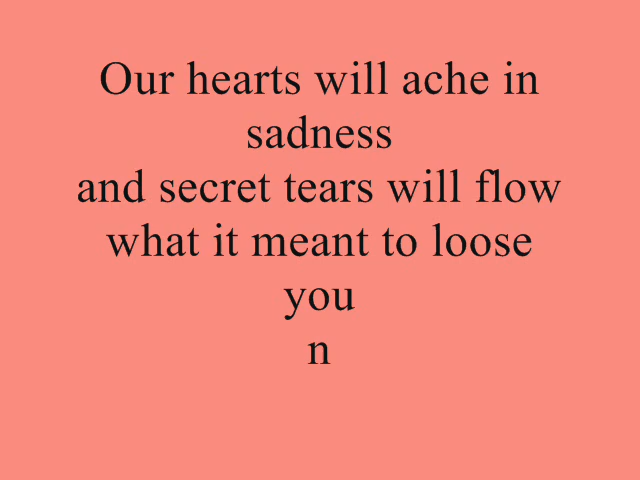 Our hearts will ache in
sadness
and secret tears will flow
what it meant to loose
you
n